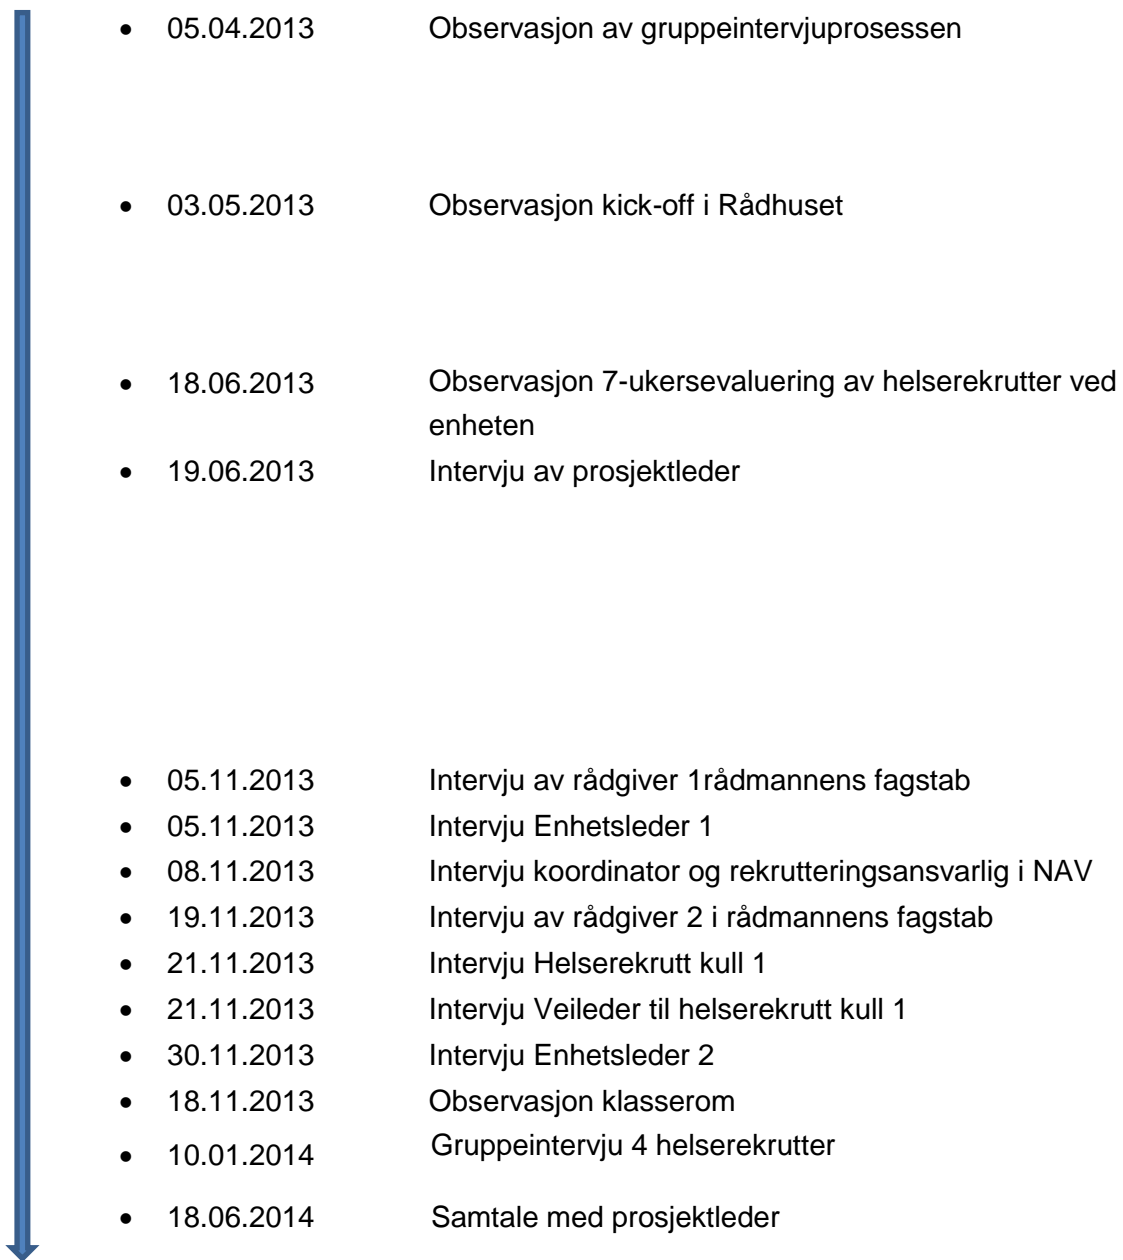 • 05.04.2013 Observasjon av gruppeintervjuprosessen
• 03.05.2013 Observasjon kick-off i Rådhuset
• 18.06.2013 Observasjon 7-ukersevaluering av helserekrutter ved
enheten
• 19.06.2013 Intervju av prosjektleder
• 05.11.2013 Intervju av rådgiver 1rådmannens fagstab
• 05.11.2013 Intervju Enhetsleder 1
• 08.11.2013 Intervju koordinator og rekrutteringsansvarlig i NAV
• 19.11.2013 Intervju av rådgiver 2 i rådmannens fagstab
• 21.11.2013 Intervju Helserekrutt kull 1
• 21.11.2013 Intervju Veileder til helserekrutt kull 1
• 30.11.2013 Intervju Enhetsleder 2
• 18.11.2013 Observasjon klasserom
• 10.01.2014 Gruppeintervju 4 helserekrutter
• 18.06.2014 Samtale med prosjektleder